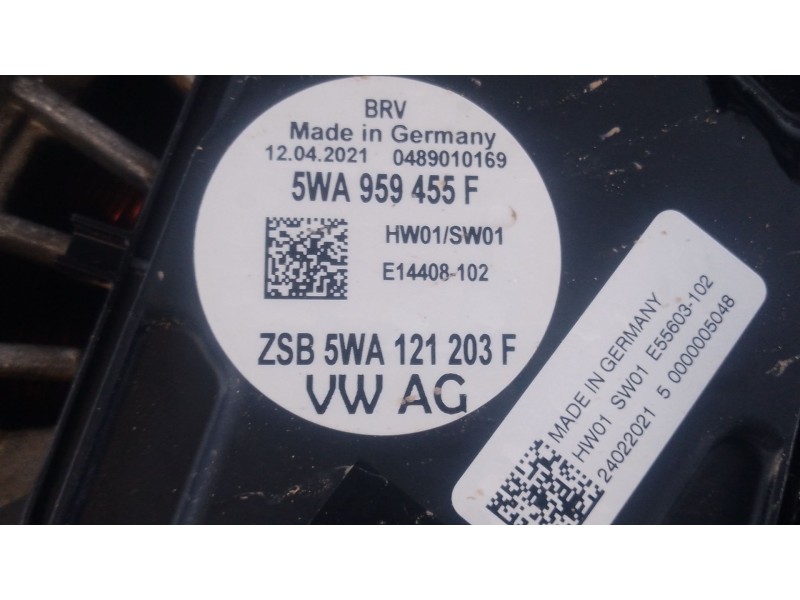 BRV
Made in Germany
12.04.2021 0489010169
5WA 959 455 F
HW01/SW01
E14408-102
ZSB 5WA 121 203 F
VW AG
MADE IN GERMANY
HW01 SW01 E55603-102
24022021 5 0000005048